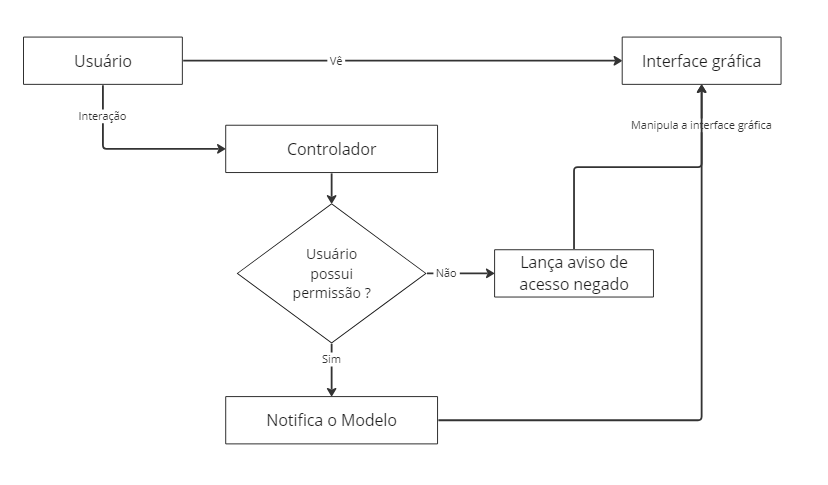 Usuário
Vê
Interface gráfica
Interação
Manipula a interface gráfica
Controlador
Usuário
possui
permissão ?
Não
Lança aviso de
acesso negado
Sim
Notifica o Modelo